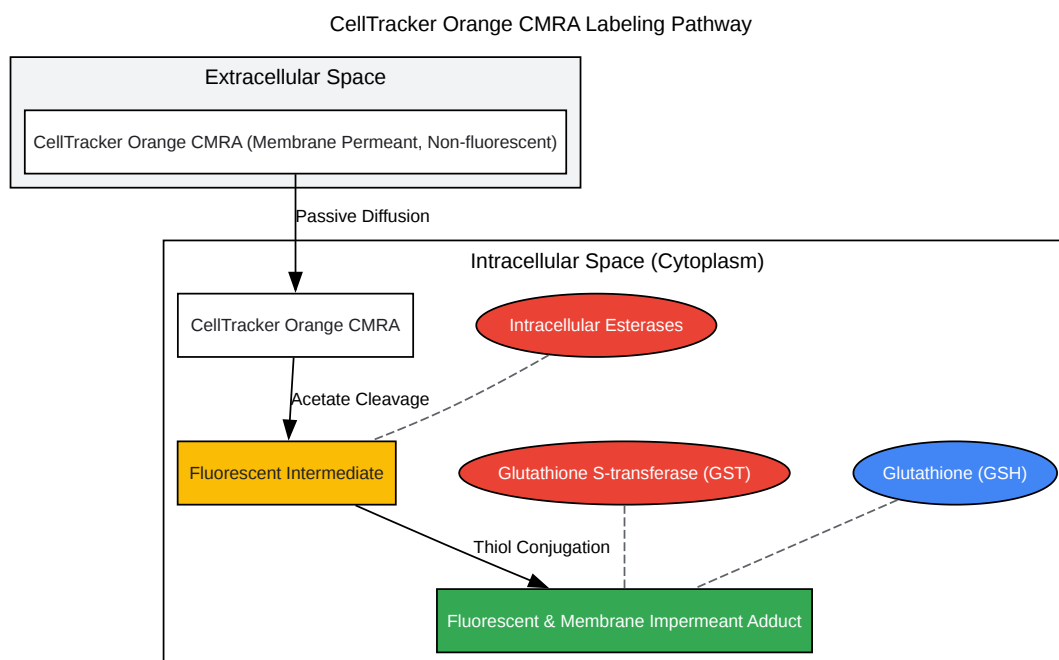 CellTracker Orange CMRA Labeling Pathway
Extracellular Space
CellTracker Orange CMRA (Membrane Permeant, Non-fluorescent)
Passive Diffusion
Intracellular Space (Cytoplasm)
CellTracker Orange CMRA
Intracellular Esterases
Acetate Cleavage
Fluorescent Intermediate
Glutathione S-transferase (GST)
Glutathione (GSH)
Thiol Conjugation
Fluorescent & Membrane Impermeant Adduct